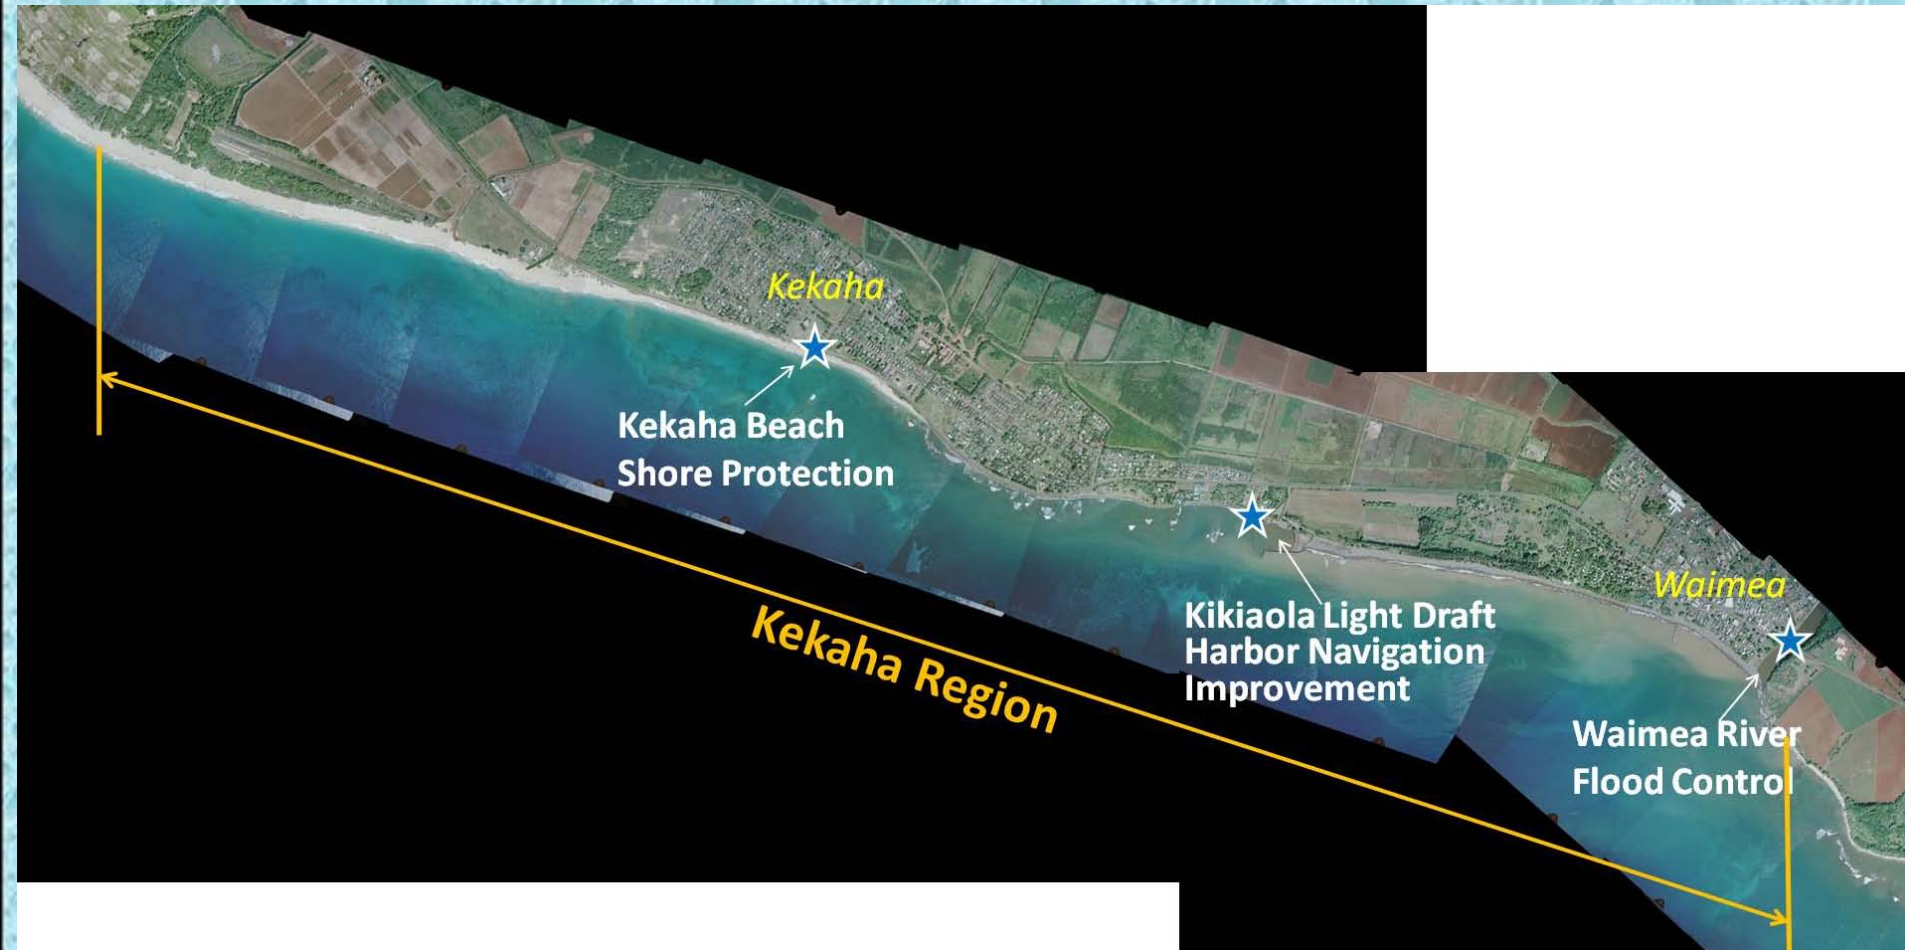 Kekaha
Kekaha Beach
Shore Protection
Kekaha Region
Kikiaola Light Draft
Harbor Navigation
Improvement
Waimea
Waimea River
Flood Control